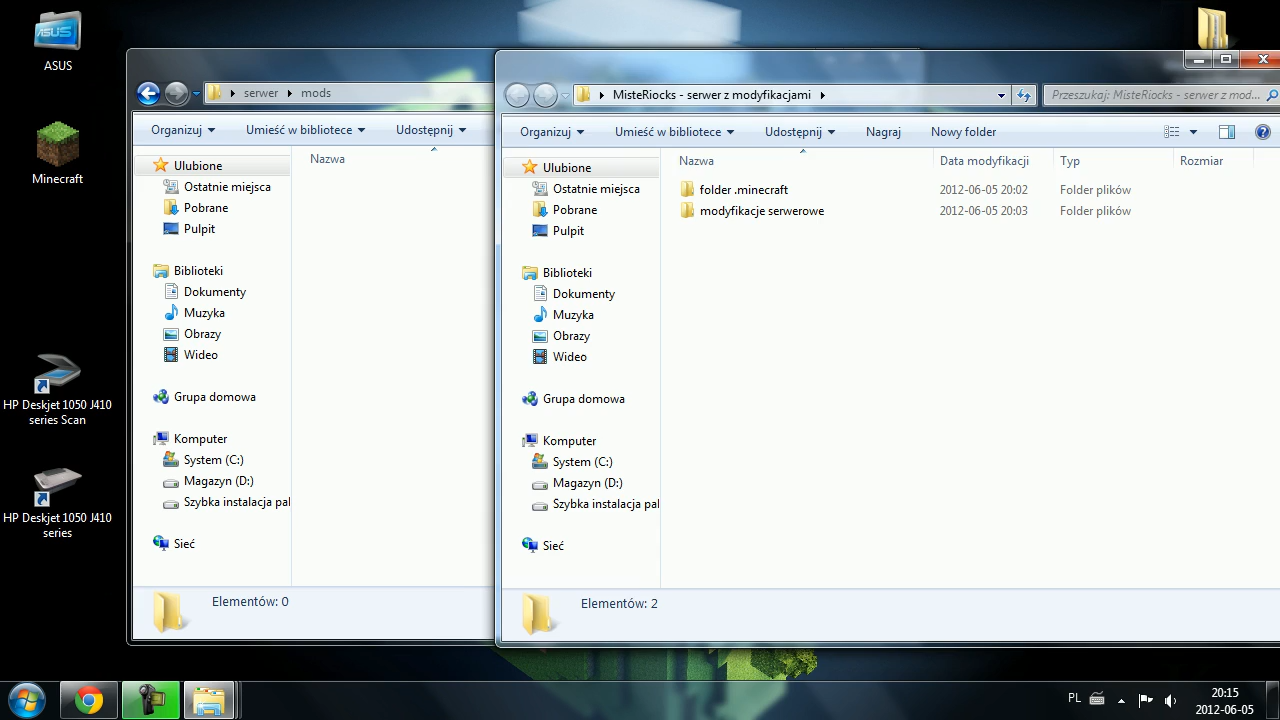 ASUS
ASUS
Minecraft
HP Deskjet 1050 J410
series Scan
HP Deskjet 1050 J410
series
serwer mods
Organizuj Umieść w bibliotece Udostępnij
Nazwa
Ulubione
Ostatnie miejsca
Pobrane
Pulpit
Biblioteki
Dokumenty
Muzyka
Obrazy
Wideo
Grupa domowa
Komputer
System (C:)
Magazyn (D:)
Szybka instalacja pal
Sieć
Elementów: 0
MisteRiocks - serwer z modyfikacjami
Przeszukaj: MisteRiocks - serwer z mod...
Organizuj Umieść w bibliotece Udostępnij Nagraj Nowy folder
Nazwa Data modyfikacji Typ Rozmiar
folder .minecraft 2012-06-05 20:02 Folder plików
modyfikacje serwerowe 2012-06-05 20:03 Folder plików
Ulubione
Ostatnie miejsca
Pobrane
Pulpit
Biblioteki
Dokumenty
Muzyka
Obrazy
Wideo
Grupa domowa
Komputer
System (C:)
Magazyn (D:)
Szybka instalacja pal
Sieć
Elementów: 2
PL
20:15
2012-06-05